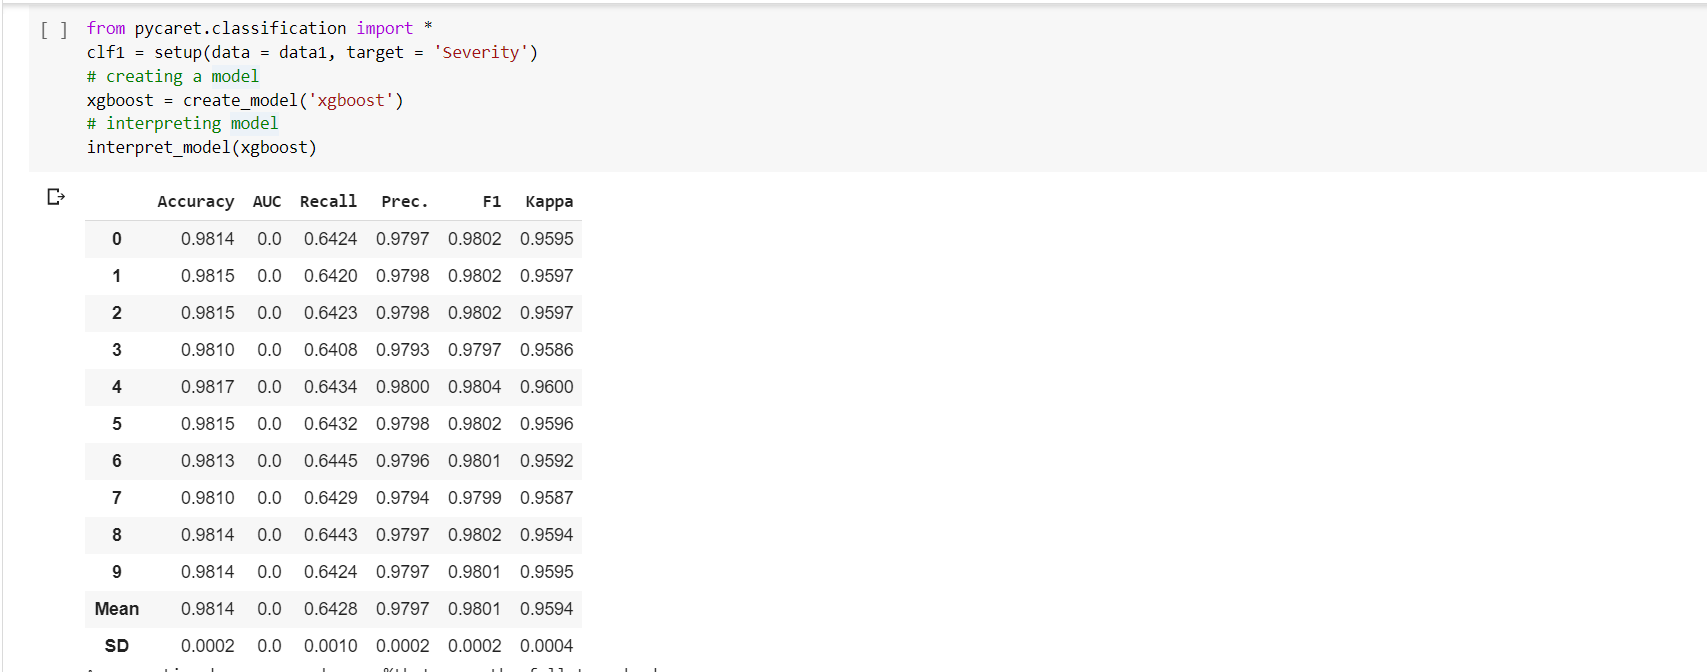 [ ] from pycaret.classification import *
clf1 = setup(data = data1, target = 'Severity')
# creating a model
xgboost = create_model('xgboost')
# interpreting model
interpret_model(xgboost)
Accuracy AUC Recall Prec. F1 Kappa
0 0.9814 0.0 0.6424 0.9797 0.9802 0.9595
1 0.9815 0.0 0.6420 0.9798 0.9802 0.9597
2 0.9815 0.0 0.6423 0.9798 0.9802 0.9597
3 0.9810 0.0 0.6408 0.9793 0.9797 0.9586
4 0.9817 0.0 0.6434 0.9800 0.9804 0.9600
5 0.9815 0.0 0.6432 0.9798 0.9802 0.9596
6 0.9813 0.0 0.6445 0.9796 0.9801 0.9592
7 0.9810 0.0 0.6429 0.9794 0.9799 0.9587
8 0.9814 0.0 0.6443 0.9797 0.9802 0.9594
9 0.9814 0.0 0.6424 0.9797 0.9801 0.9595
Mean 0.9814 0.0 0.6428 0.9797 0.9801 0.9594
SD 0.0002 0.0 0.0010 0.0002 0.0002 0.0004